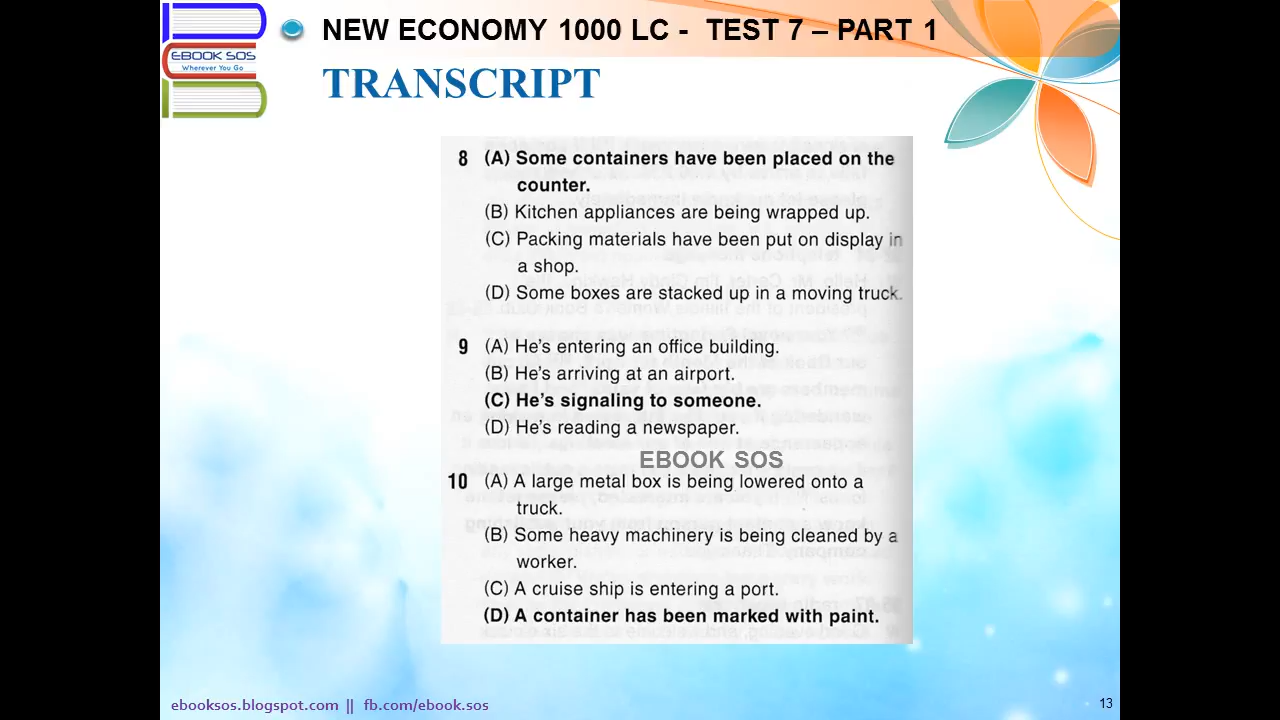 NEW ECONOMY 1000 LC - TEST 7 – PART 1
EBOOK SOS
Wherever You Go
TRANSCRIPT
8 (A) Some containers have been placed on the
counter.
(B) Kitchen appliances are being wrapped up.
(C) Packing materials have been put on display in
a shop.
(D) Some boxes are stacked up in a moving truck.
9 (A) He's entering an office building.
(B) He's arriving at an airport.
(C) He's signaling to someone.
(D) He's reading a newspaper.
EBOOK SOS
10 (A) A large metal box is being lowered onto a
truck.
(B) Some heavy machinery is being cleaned by a
worker.
(C) A cruise ship is entering a port.
(D) A container has been marked with paint.
ebooksos.blogspot.com || fb.com/ebook.sos
13